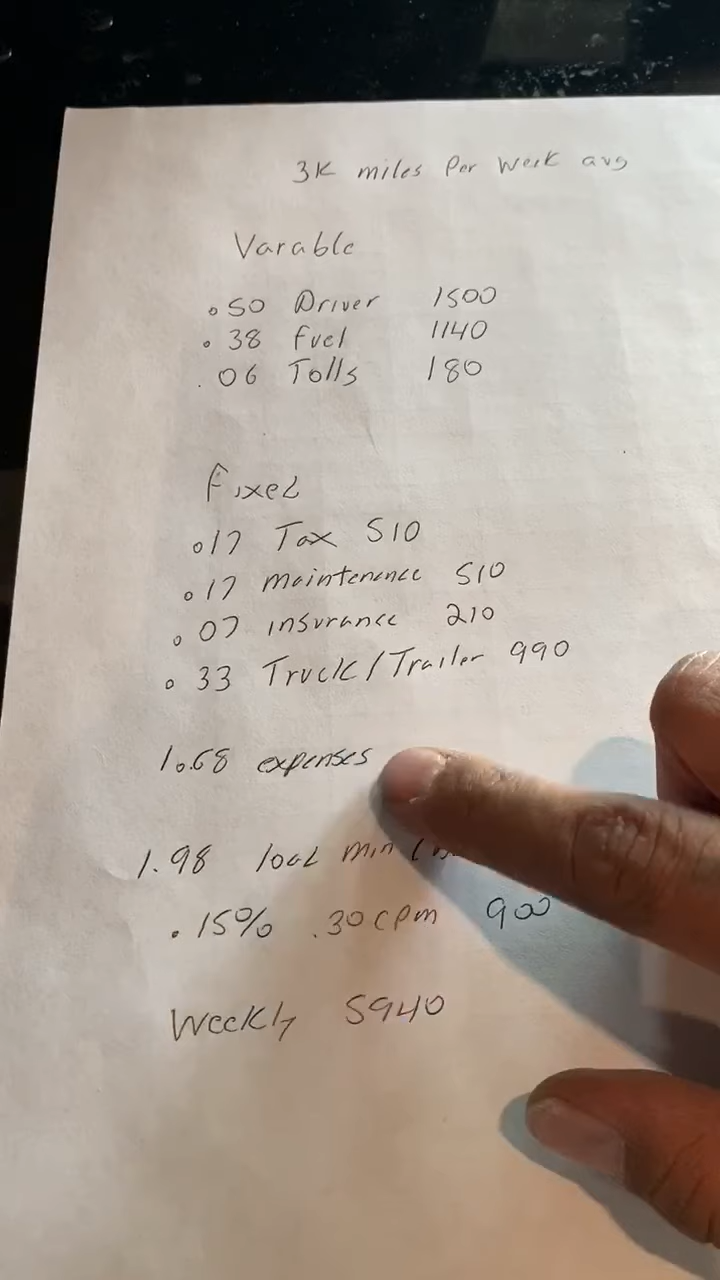 3K miles Per Week avg
Varable
.50 Driver 1500
.38 Fuel 1140
.06 Tolls 180
Fixed
.17 Tax 510
.17 maintenence 510
.07 insurance 210
.33 Truck/Trailer 990
1.68 expenses
1.98 load min
.15% .30 cpm 900
Weekly 5940